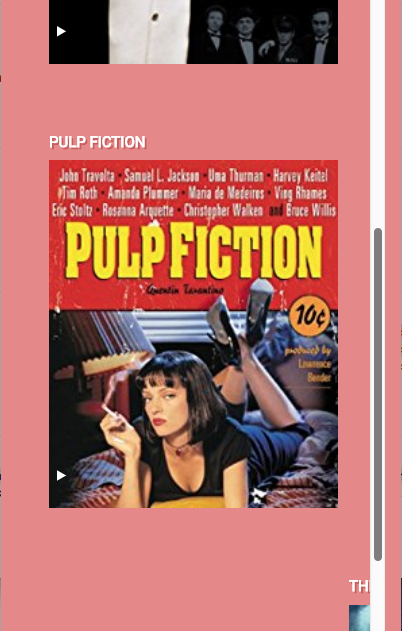 PULP FICTION
John Travolta • Samuel L. Jackson • Uma Thurman • Harvey Keitel
Tim Roth • Amanda Plummer • Maria de Medeiros • Ving Rhames
Eric Stoltz • Rosanna Arquette • Christopher Walken and Bruce Willis
PULP FICTION
Quentin Tarantino
10¢
produced by
Lawrence
Bender